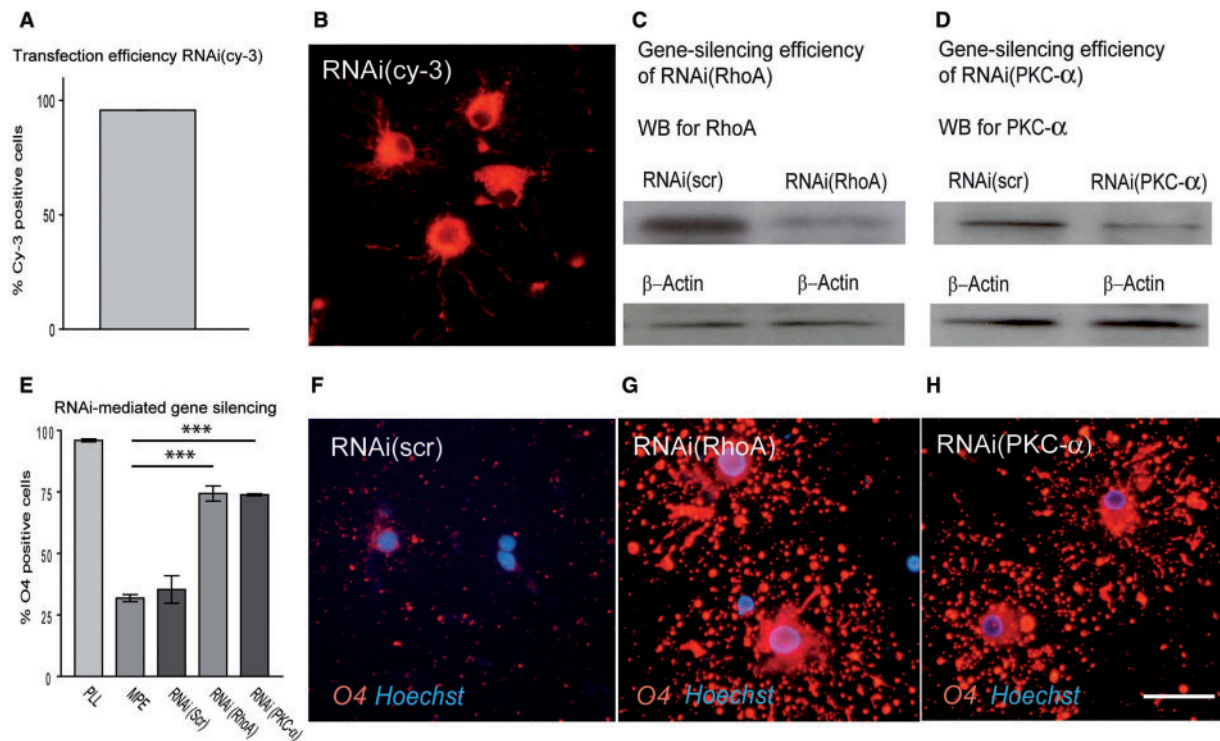 A
Transfection efficiency RNAi(cy-3)
% Cy-3 positive cells
100
50
0
B
RNAi(cy-3)
C
Gene-silencing efficiency
of RNAi(RhoA)
WB for RhoA
RNAi(scr) RNAi(RhoA)
β–Actin β–Actin
D
Gene-silencing efficiency
of RNAi(PKC-α)
WB for PKC-α
RNAi(scr) RNAi(PKC-α)
β–Actin β–Actin
E
RNAi-mediated gene silencing
% O4 positive cells
100
75
50
25
0
***
***
PLL
MPE
RNAi(Scr)
RNAi(RhoA)
RNAi(PKC-α)
F
RNAi(scr)
O4 Hoechst
G
RNAi(RhoA)
O4 Hoechst
H
RNAi(PKC-α)
O4 Hoechst